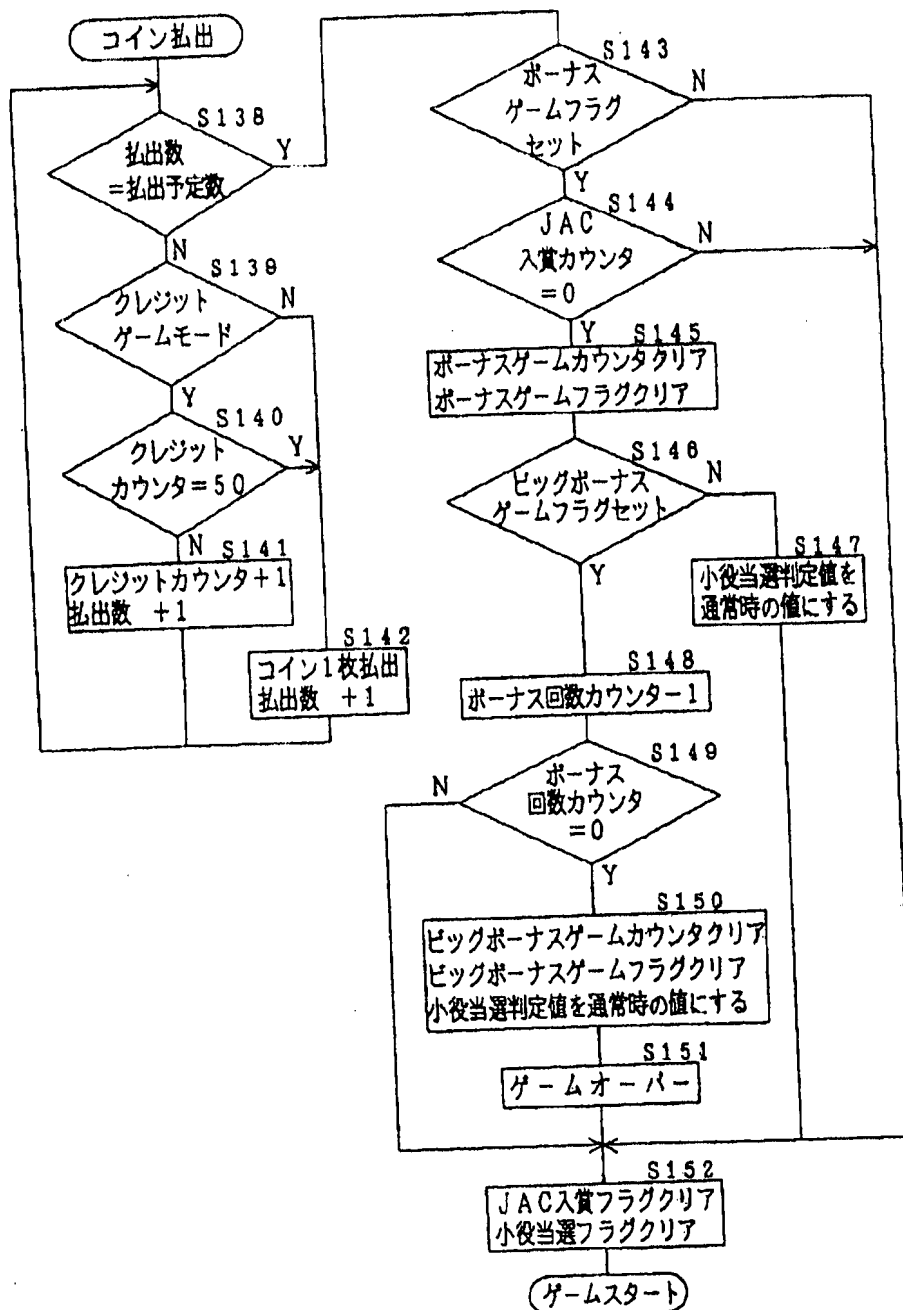 コイン払出
S138
払出数
=払出予定数
Y
N
S139
クレジット
ゲームモード
N
Y
S140
クレジット
カウンタ=50
Y
N
S141
クレジットカウンタ+1
払出数 +1
S142
コイン1枚払出
払出数 +1
S143
ボーナス
ゲームフラグ
セット
N
Y
S144
JAC
入賞カウンタ
=0
N
Y
S145
ボーナスゲームカウンタクリア
ボーナスゲームフラグクリア
S146
ビッグボーナス
ゲームフラグセット
N
Y
S147
小役当選判定値を
通常時の値にする
S148
ボーナス回数カウンター1
S149
ボーナス
回数カウンタ
=0
N
Y
S150
ビッグボーナスゲームカウンタクリア
ビッグボーナスゲームフラグクリア
小役当選判定値を通常時の値にする
S151
ゲームオーバー
S152
JAC入賞フラグクリア
小役当選フラグクリア
ゲームスタート